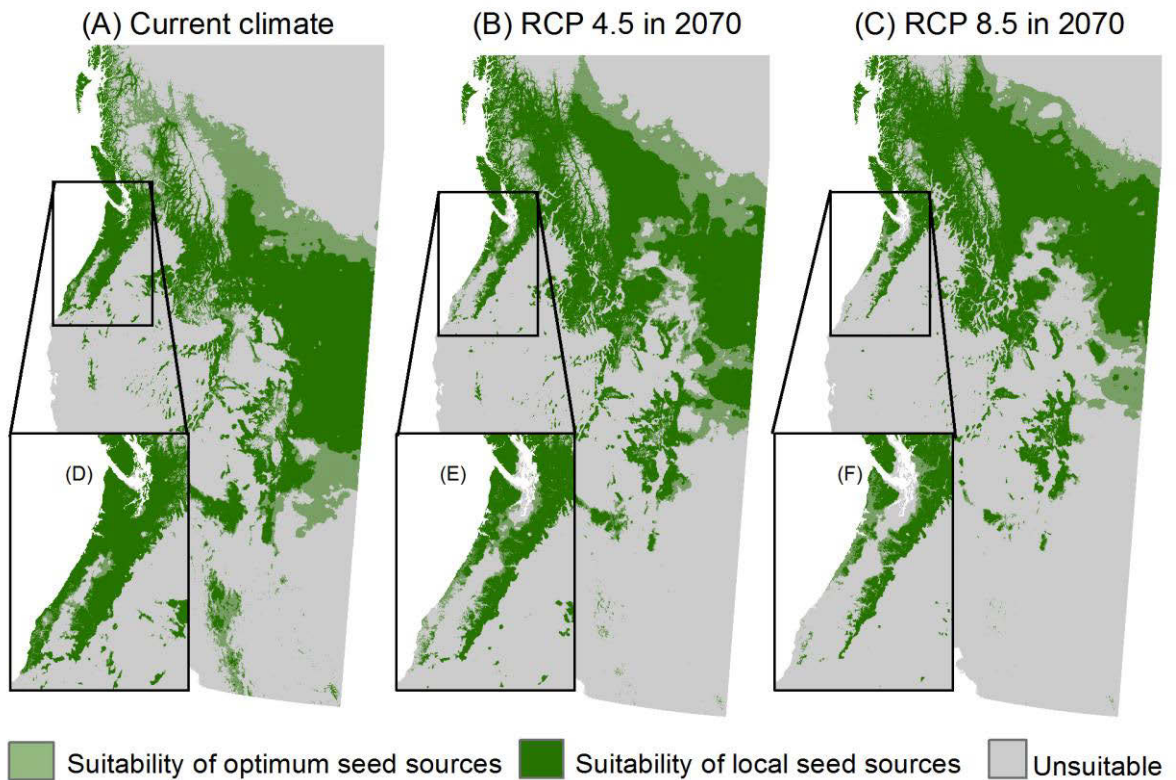 (A) Current climate
(B) RCP 4.5 in 2070
(C) RCP 8.5 in 2070
(D)
(E)
(F)
Suitability of optimum seed sources
Suitability of local seed sources
Unsuitable